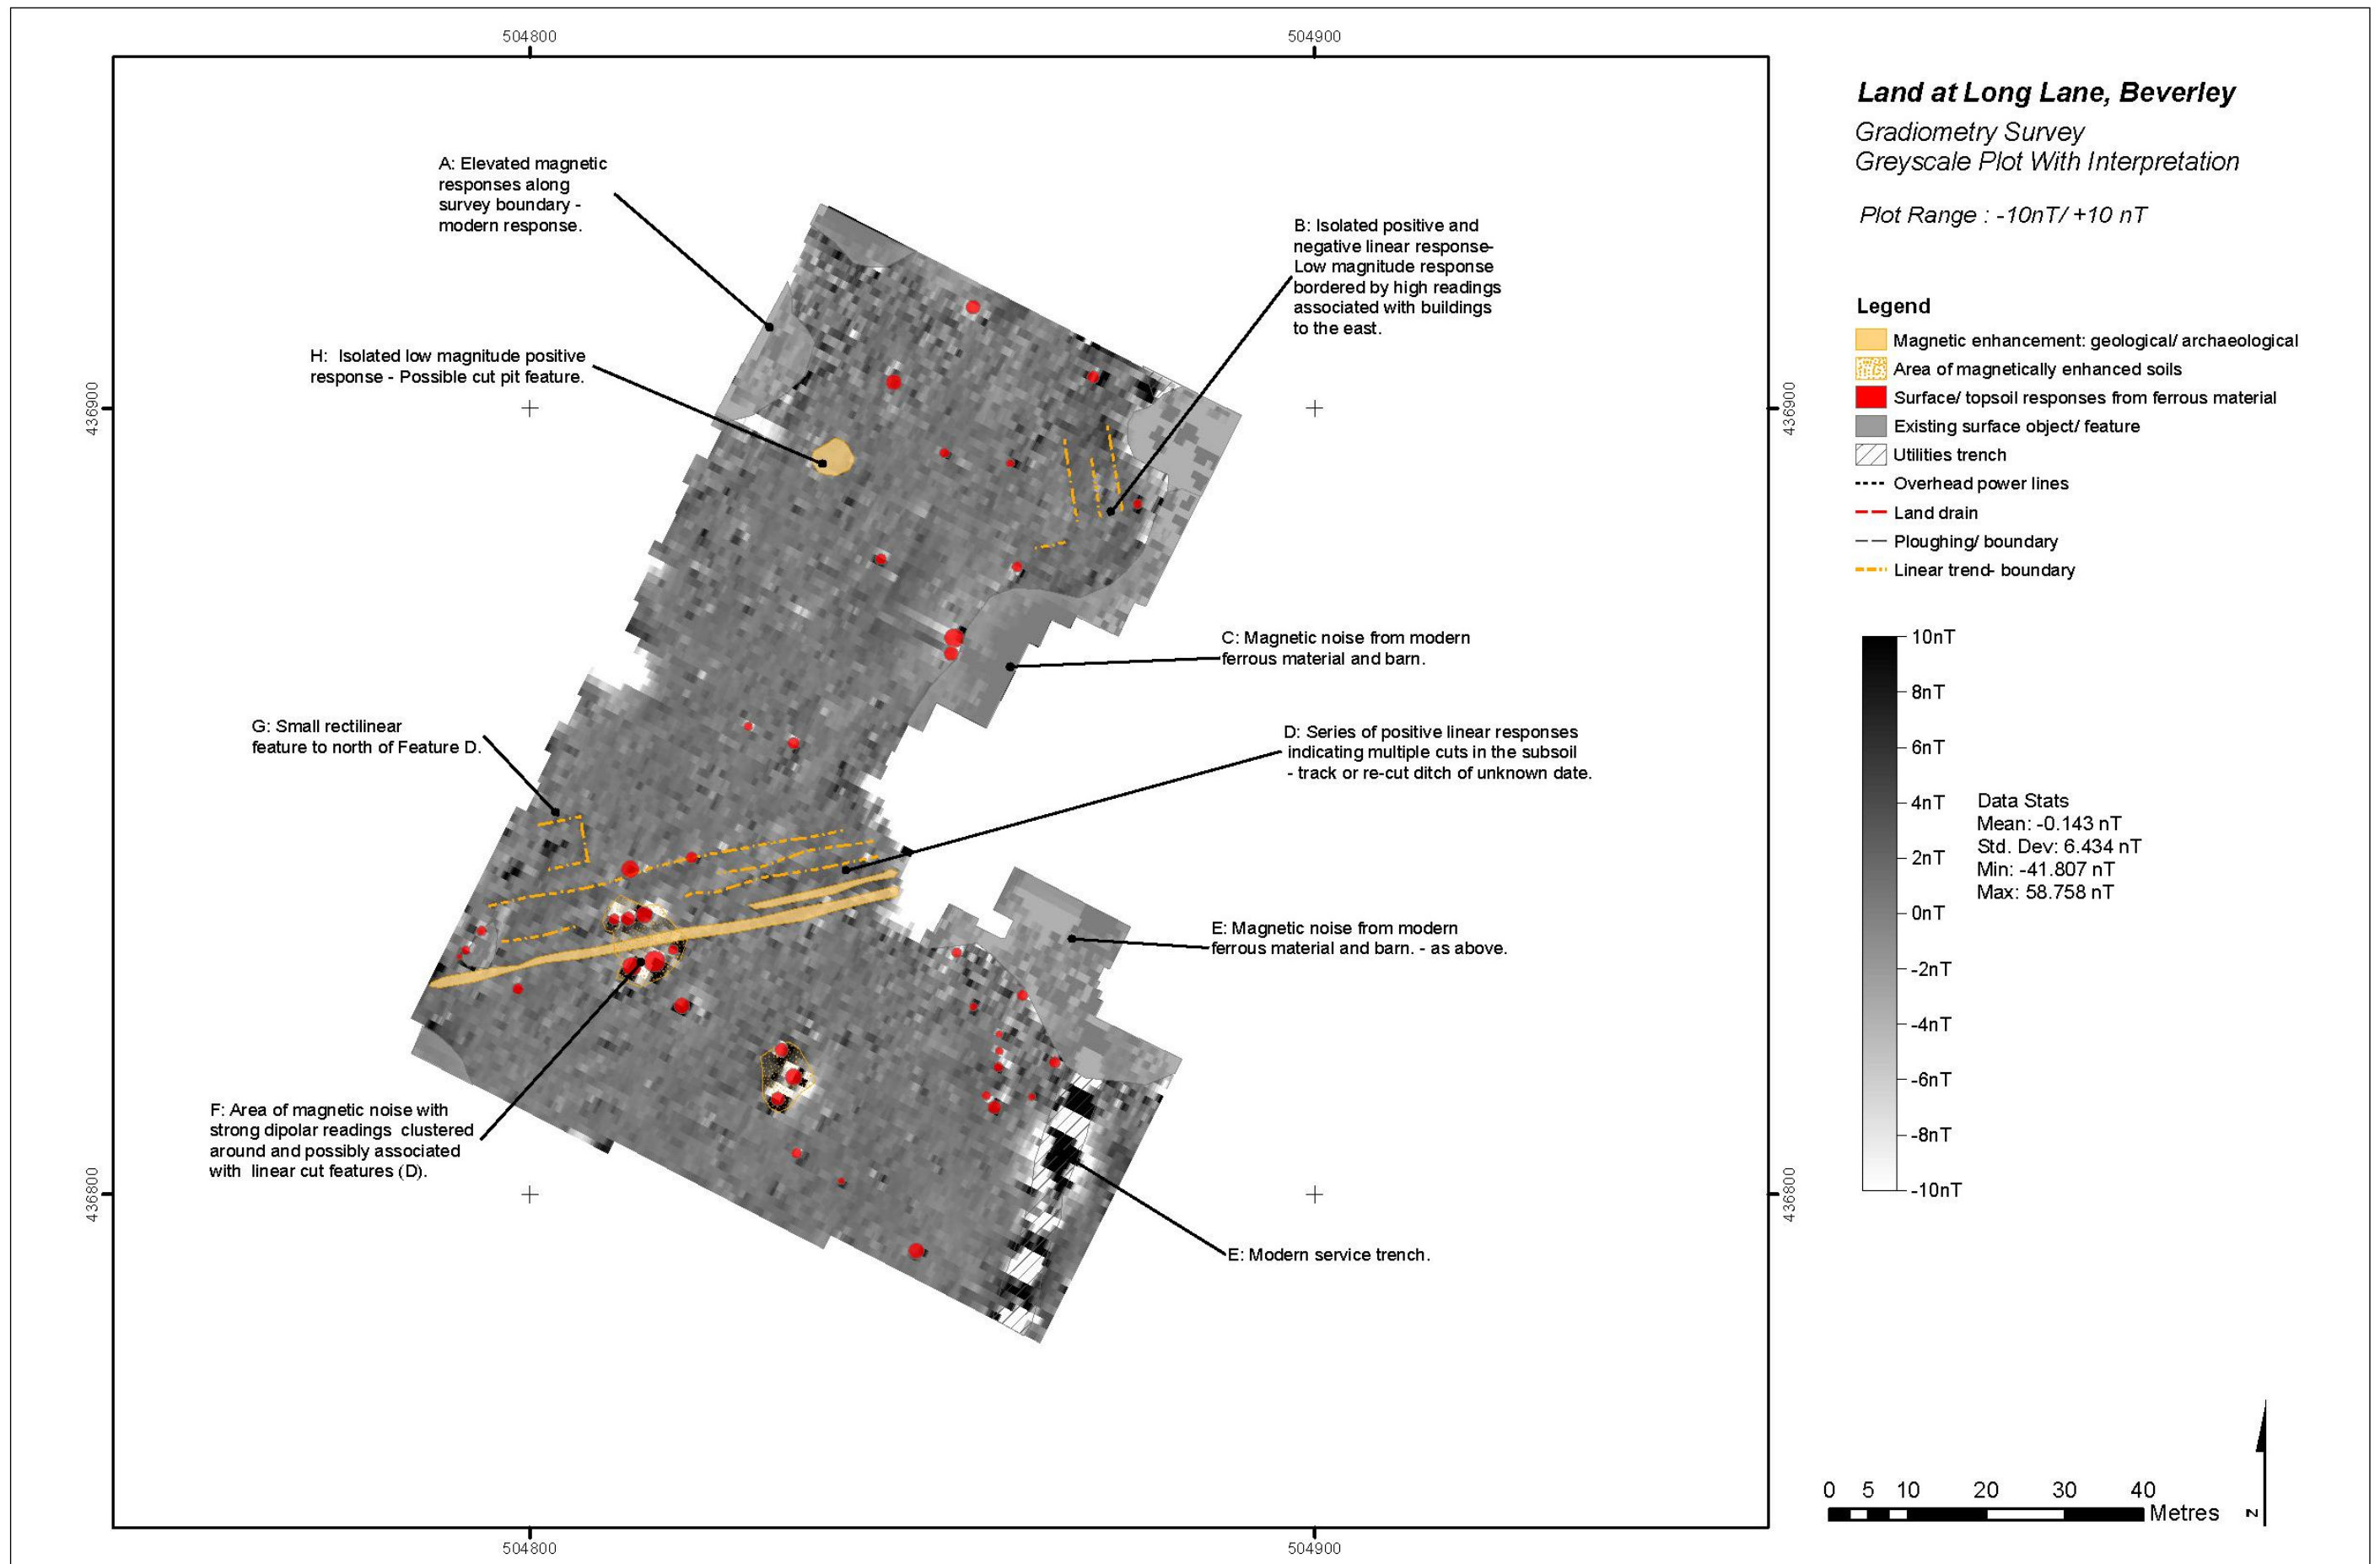 504800
504900
Land at Long Lane, Beverley
Gradiometry Survey
Greyscale Plot With Interpretation
Plot Range : -10nT/ +10 nT
A: Elevated magnetic
responses along
survey boundary -
modern response.
B: Isolated positive and
negative linear response-
Low magnitude response
bordered by high readings
associated with buildings
to the east.
H: Isolated low magnitude positive
response - Possible cut pit feature.
436900
436900
C: Magnetic noise from modern
ferrous material and barn.
G: Small rectilinear
feature to north of Feature D.
D: Series of positive linear responses
indicating multiple cuts in the subsoil
- track or re-cut ditch of unknown date.
E: Magnetic noise from modern
ferrous material and barn. - as above.
F: Area of magnetic noise with
strong dipolar readings clustered
around and possibly associated
with linear cut features (D).
436800
436800
E: Modern service trench.
504800
504900
Legend
Magnetic enhancement: geological/ archaeological
Area of magnetically enhanced soils
Surface/ topsoil responses from ferrous material
Existing surface object/ feature
Utilities trench
Overhead power lines
Land drain
Ploughing/ boundary
Linear trend- boundary
10nT
8nT
6nT
4nT
2nT
0nT
-2nT
-4nT
-6nT
-8nT
-10nT
Data Stats
Mean: -0.143 nT
Std. Dev: 6.434 nT
Min: -41.807 nT
Max: 58.758 nT
0 5 10 20 30 40
Metres
N